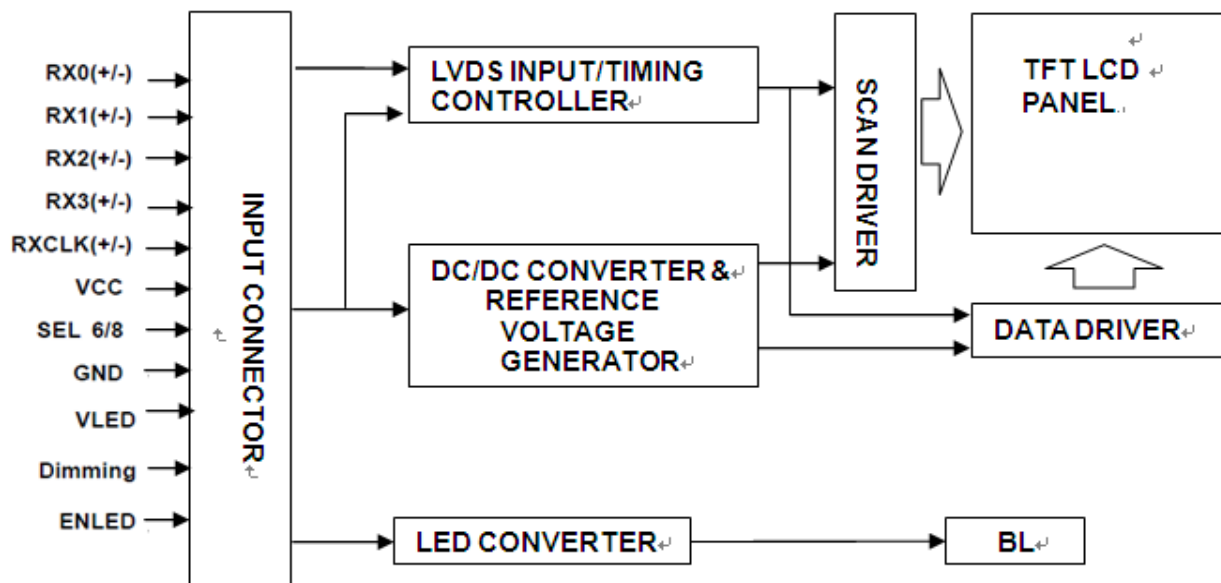 RX0(+/-)
RX1(+/-)
RX2(+/-)
RX3(+/-)
RXCLK(+/-)
VCC
SEL 6/8
GND
VLED
Dimming
ENLED
INPUT CONNECTOR
LVDS INPUT/TIMING
CONTROLLER
DC/DC CONVERTER &
REFERENCE
VOLTAGE
GENERATOR
LED CONVERTER
SCAN DRIVER
TFT LCD
PANEL
DATA DRIVER
BL